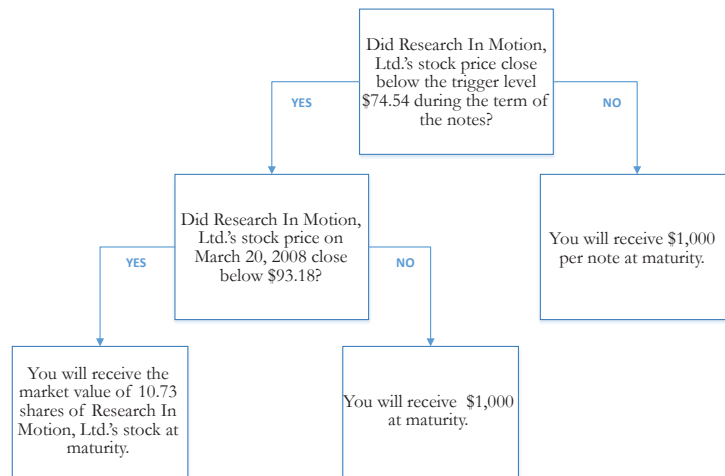 Did Research In Motion,
Ltd.'s stock price close
below the trigger level
$74.54 during the term of
the notes?
YES
NO
Did Research In Motion,
Ltd.'s stock price on
March 20, 2008 close
below $93.18?
You will receive $1,000
per note at maturity.
YES
NO
You will receive the
market value of 10.73
shares of Research In
Motion, Ltd.'s stock at
maturity.
You will receive $1,000
at maturity.